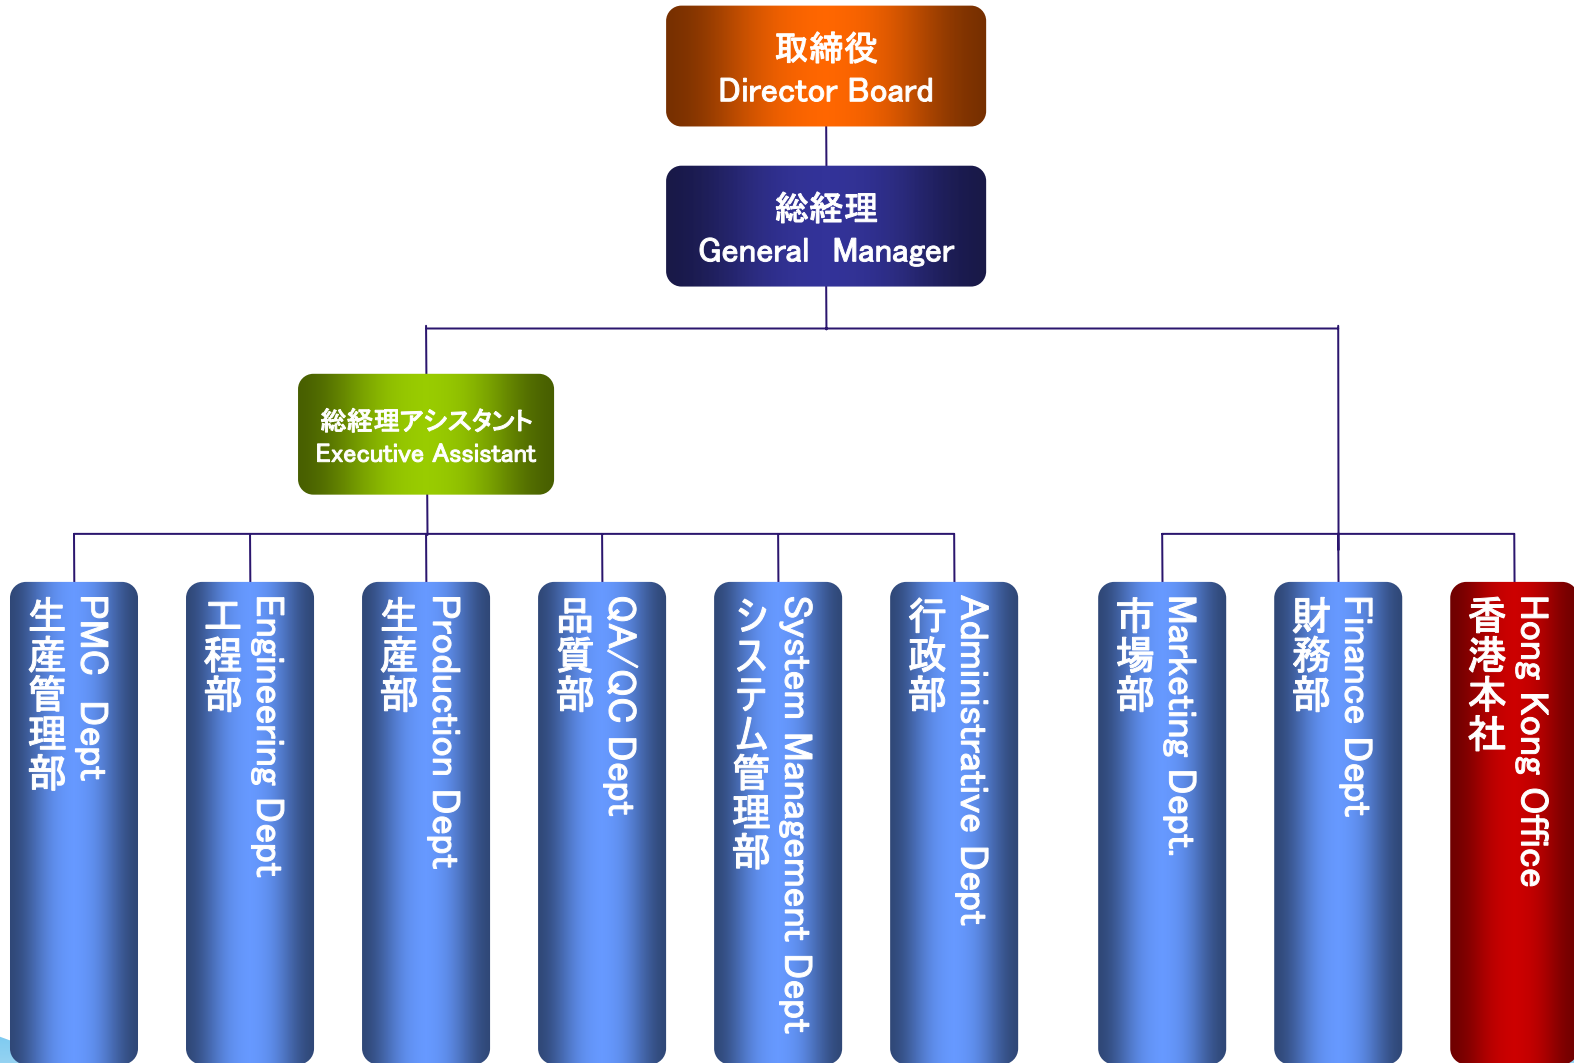 取締役
Director Board
総経理
General Manager
総経理アシスタント
Executive Assistant
PMC Dept
生産管理部
Engineering Dept
工程部
Production Dept
生産部
QA/QC Dept
品質部
System Management Dept
システム管理部
Administrative Dept
行政部
Marketing Dept.
市場部
Finance Dept
財務部
Hong Kong Office
香港本社